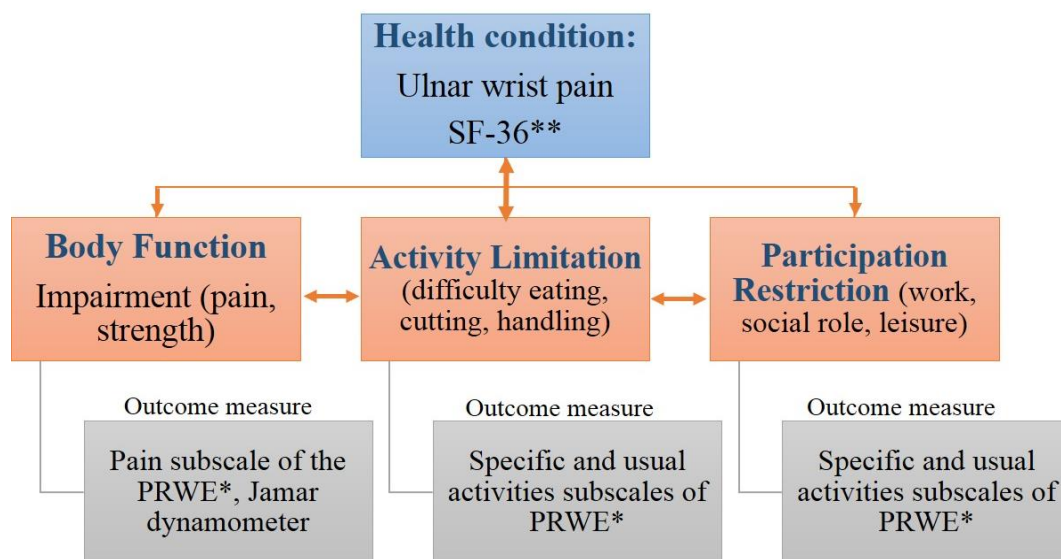 Health condition:
Ulnar wrist pain
SF-36**
Body Function
Impairment (pain,
strength)
Activity Limitation
(difficulty eating,
cutting, handling)
Participation
Restriction (work,
social role, leisure)
Outcome measure
Pain subscale of the
PRWE*, Jamar
dynamometer
Outcome measure
Specific and usual
activities subscales of
PRWE*
Outcome measure
Specific and usual
activities subscales of
PRWE*